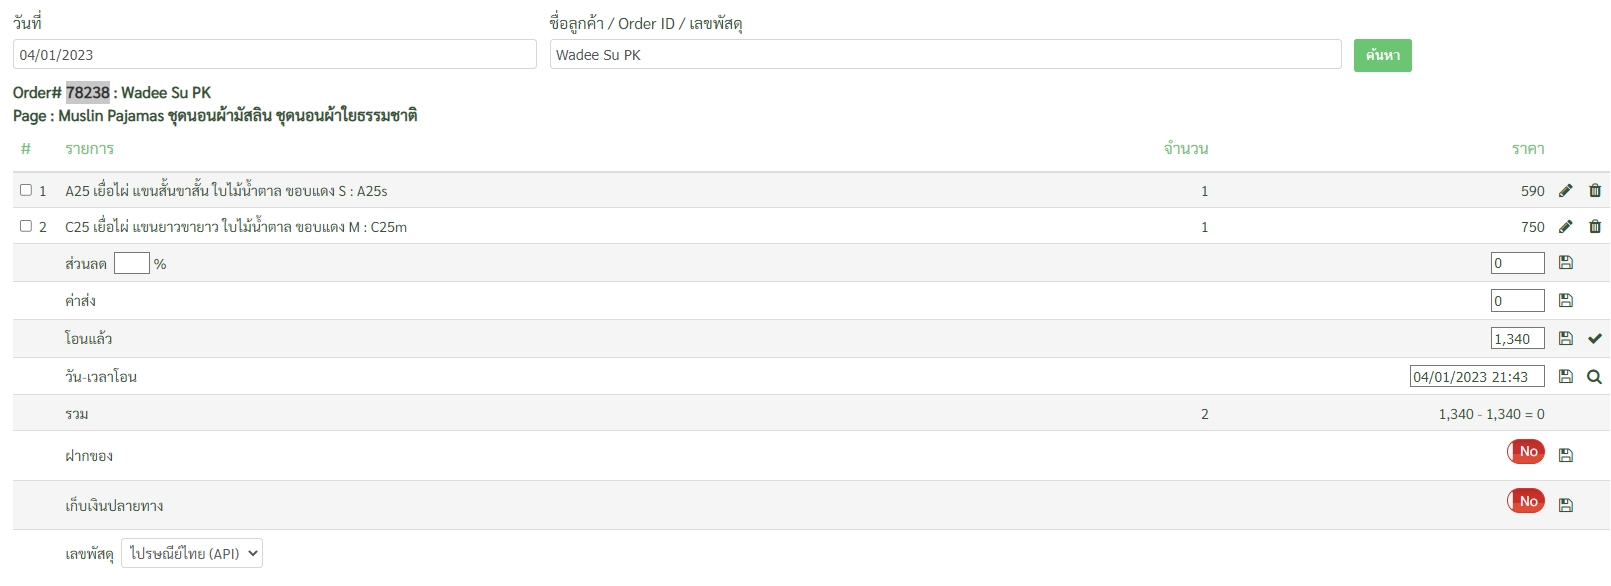 วันที่ ชื่อลูกค้า / Order ID / เลขพัสดุ
04/01/2023 Wadee Su PK ค้นหา
Order# 78238 : Wadee Su PK
Page : Muslin Pajamas ชุดนอนผ้ามัสลิน ชุดนอนผ้าใยธรรมชาติ
# รายการ จำนวน ราคา
1 A25 เยื่อไผ่ แขนสั้นขาสั้น ใบไม้น้ำตาล ขอบแดง S : A25s 1 590
2 C25 เยื่อไผ่ แขนยาวขายาว ใบไม้น้ำตาล ขอบแดง M : C25m 1 750
ส่วนลด % 0
ค่าส่ง 0
โอนแล้ว 1,340
วัน-เวลาโอน 04/01/2023 21:43
รวม 2 1,340 - 1,340 = 0
ฝากของ No
เก็บเงินปลายทาง No
เลขพัสดุ ไปรษณีย์ไทย (API)